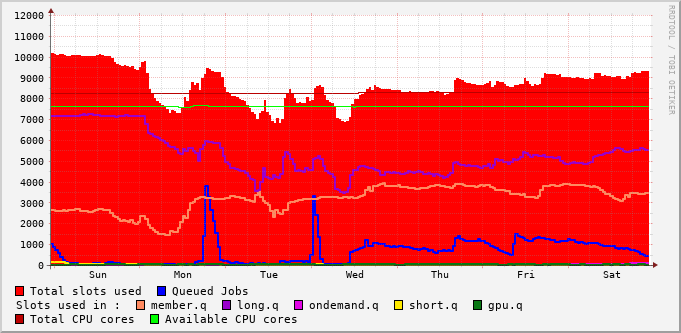 RRDTOOL / TOBI OETIKER
12000
11000
10000
9000
8000
7000
6000
5000
4000
3000
2000
1000
0
Sun Mon Tue Wed Thu Fri Sat
Total slots used Queued Jobs
Slots used in : member.q long.q ondemand.q short.q gpu.q
Total CPU cores Available CPU cores